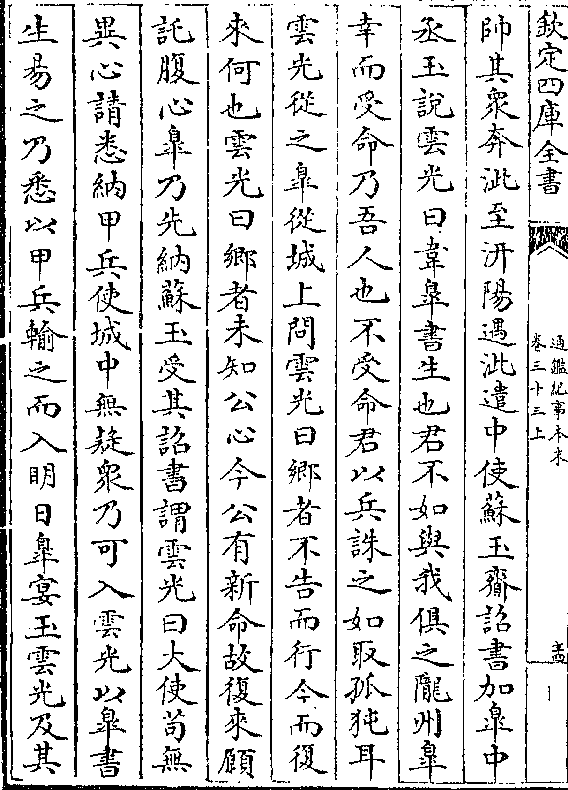 欽定四庫全書
通鑑紀事本末
卷三十三上
帥其衆奔泚至汧陽遇泚遣中使蘇玉齎詔書加臯中
丞玉說雲光曰韋臯書生也君不如與我俱之隴州臯
幸而受命乃吾人也不受命君以兵誅之如取孤㹠耳
雲光從之臯從城上問雲光曰鄉者不告而行今而復
來何也雲光曰鄉者未知公心今公有新命故復來願
託腹心臯乃先納蘇玉受其詔書謂雲光曰大使苟無
異心請悉納甲兵使城中無疑衆乃可入雲光以臯書
生易之乃悉以甲兵輸之而入明日臯宴玉雲光及其